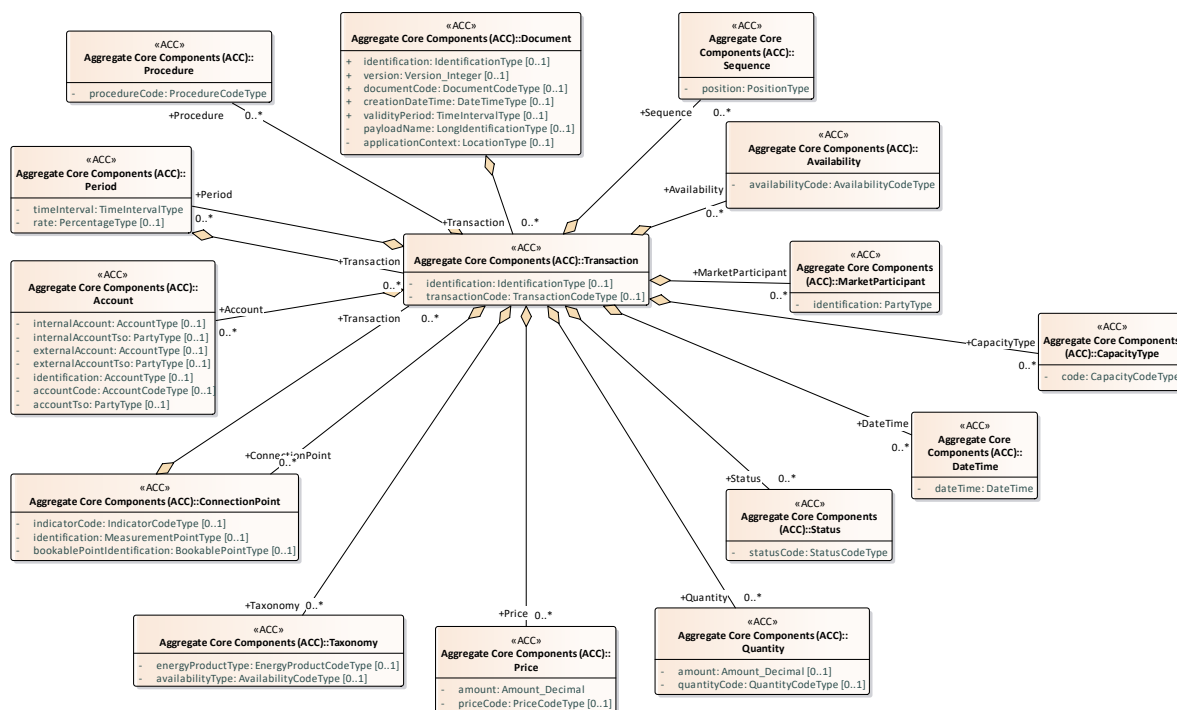 «ACC»
Aggregate Core Components (ACC)::
Procedure
- procedureCode: ProcedureCodeType
«ACC»
Aggregate Core Components (ACC)::Document
+ identification: IdentificationType [0..1]
+ version: Version_Integer [0..1]
+ documentCode: DocumentCodeType [0..1]
+ creationDateTime: DateTimeType [0..1]
+ validityPeriod: TimeIntervalType [0..1]
- payloadName: LongIdentificationType [0..1]
- applicationContext: LocationType [0..1]
«ACC»
Aggregate Core
Components (ACC)::
Sequence
- position: PositionType
+Procedure 0..*
+Sequence 0..*
«ACC»
Aggregate Core Components (ACC)::
Availability
- availabilityCode: AvailabilityCodeType
«ACC»
Aggregate Core Components (ACC)::
Period
- timeInterval: TimeIntervalType
- rate: PercentageType [0..1]
+Period
0..*
+Availability
0..*
+Transaction 0..*
«ACC»
Aggregate Core Components (ACC)::Transaction
- identification: IdentificationType [0..1]
- transactionCode: TransactionCodeType [0..1]
+Transaction
0..*
«ACC»
Aggregate Core Components
(ACC)::MarketParticipant
- identification: PartyType
+MarketParticipant
0..*
«ACC»
Aggregate Core Components (ACC)::
Account
- internalAccount: AccountType [0..1]
- internalAccountTso: PartyType [0..1]
- externalAccount: AccountType [0..1]
- externalAccountTso: PartyType [0..1]
- identification: AccountType [0..1]
- accountCode: AccountCodeType [0..1]
- accountTso: PartyType [0..1]
+Account
0..*
+Transaction
0..*
+CapacityType
0..*
«ACC»
Aggregate Core Components
(ACC)::CapacityType
- code: CapacityCodeType
+DateTime
0..*
«ACC»
Aggregate Core
Components (ACC)::
DateTime
- dateTime: DateTime
+ConnectionPoint
0..*
«ACC»
Aggregate Core Components (ACC)::ConnectionPoint
- indicatorCode: IndicatorCodeType [0..1]
- identification: MeasurementPointType [0..1]
- bookablePointIdentification: BookablePointType [0..1]
+Status 0..*
«ACC»
Aggregate Core Components
(ACC)::Status
- statusCode: StatusCodeType
+Taxonomy 0..*
«ACC»
Aggregate Core Components (ACC)::Taxonomy
- energyProductType: EnergyProductCodeType [0..1]
- availabilityType: AvailabilityCodeType [0..1]
+Price 0..*
«ACC»
Aggregate Core Components (ACC)::
Price
- amount: Amount_Decimal
- priceCode: PriceCodeType [0..1]
+Quantity 0..*
«ACC»
Aggregate Core Components (ACC)::
Quantity
- amount: Amount_Decimal [0..1]
- quantityCode: QuantityCodeType [0..1]